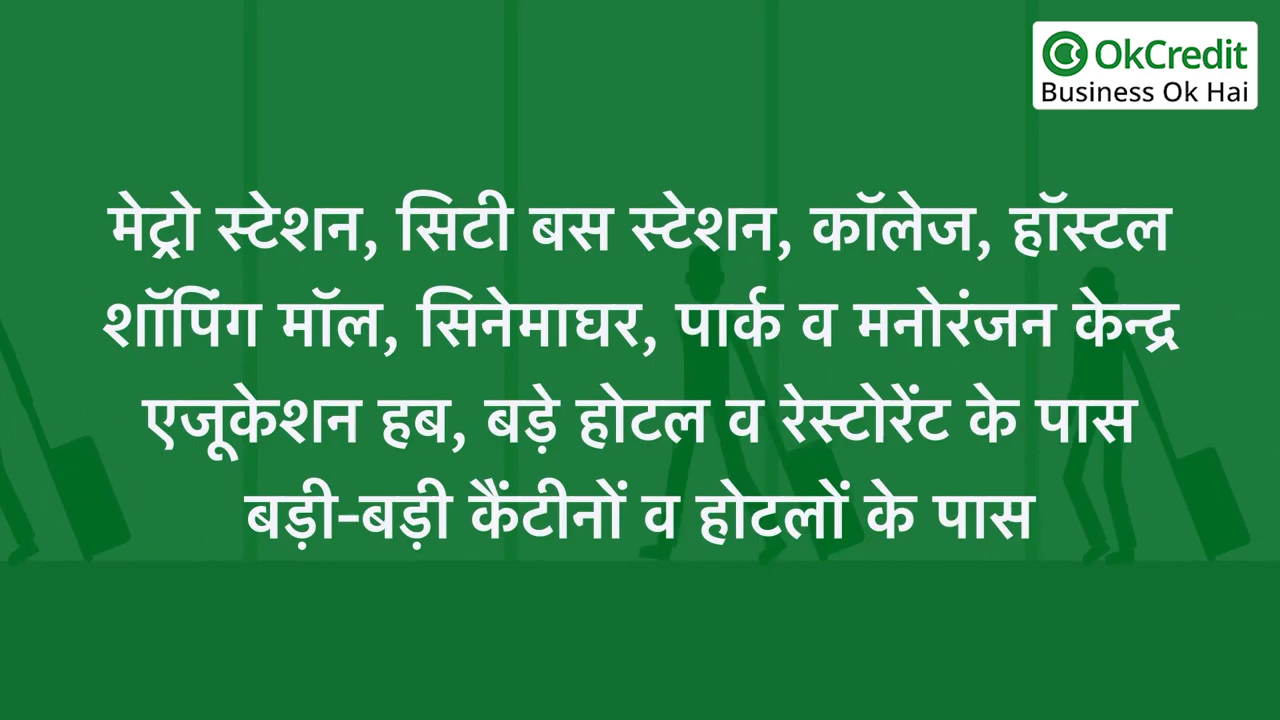 OkCredit
Business Ok Hai
मेट्रो स्टेशन, सिटी बस स्टेशन, कॉलेज, हॉस्टल
शॉपिंग मॉल, सिनेमाघर, पार्क व मनोरंजन केन्द्र
एजूकेशन हब, बड़े होटल व रेस्टोरेंट के पास
बड़ी-बड़ी कैंटीनों व होटलों के पास